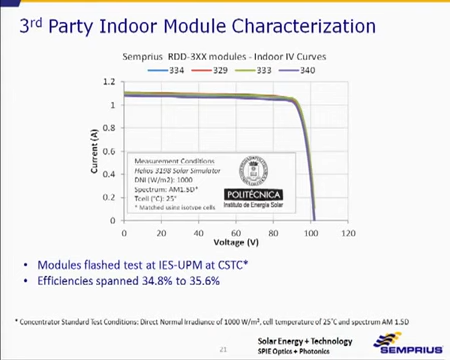 3rd Party Indoor Module Characterization
Semprius RDD-3XX modules - Indoor IV Curves
334 329 333 340
1.2
1
0.8
0.6
0.4
0.2
0
Current (A)
Measurement Conditions
Helios 3198 Solar Simulator
DNI (W/m2): 1000
Spectrum: AM1.5D*
Tcell (°C): 25°
* Matched using isotype cells
POLITÉCNICA
Instituto de Energía Solar
0 20 40 60 80 100 120
Voltage (V)
• Modules flashed test at IES-UPM at CSTC*
• Efficiencies spanned 34.8% to 35.6%
* Concentrator Standard Test Conditions: Direct Normal Irradiance of 1000 W/m², cell temperature of 25°C and spectrum AM 1.5D
21
Solar Energy + Technology
SPIE Optics + Photonics
SEMPRIUS